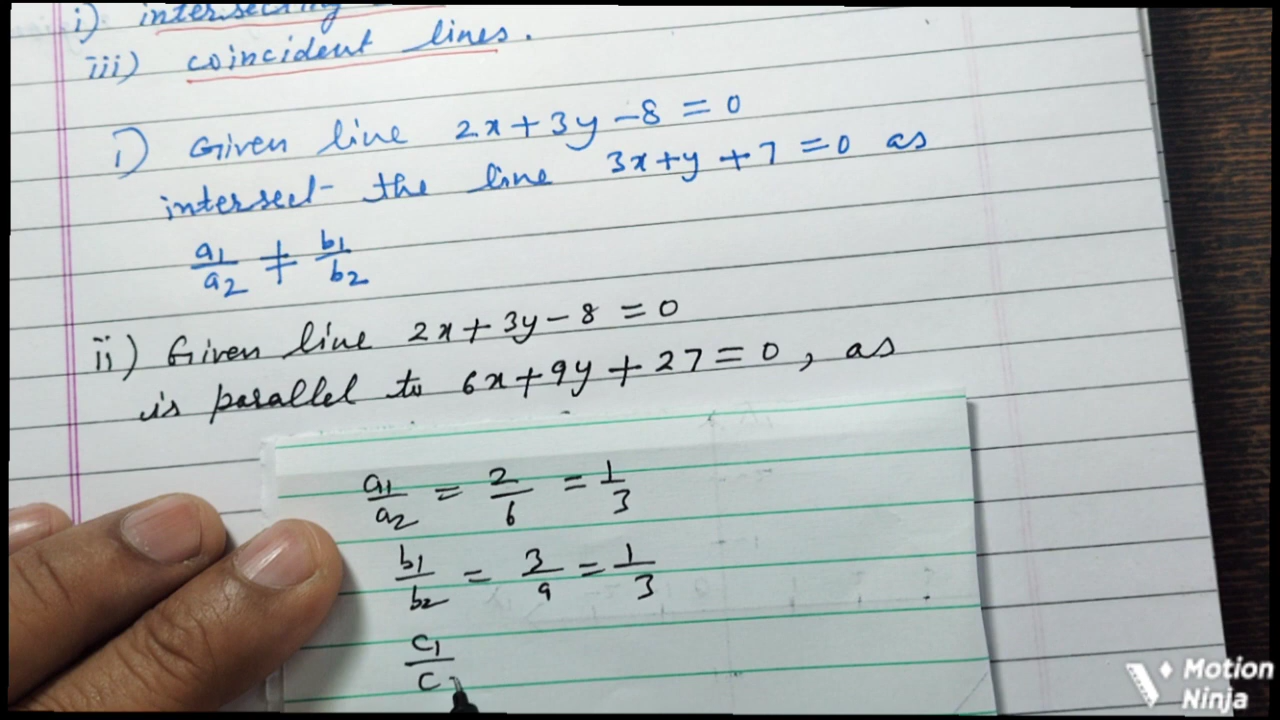 i) intersecting
iii) coincident lines.
i) Given line 2x+3y-8=0
intersect the line 3x+y+7=0 as
a1/a2 ≠ b1/b2
ii) Given line 2x+3y-8=0
is parallel to 6x+9y+27=0, as
a1/a2 = 2/6 = 1/3
b1/b2 = 3/9 = 1/3
c1/c
Motion
Ninja